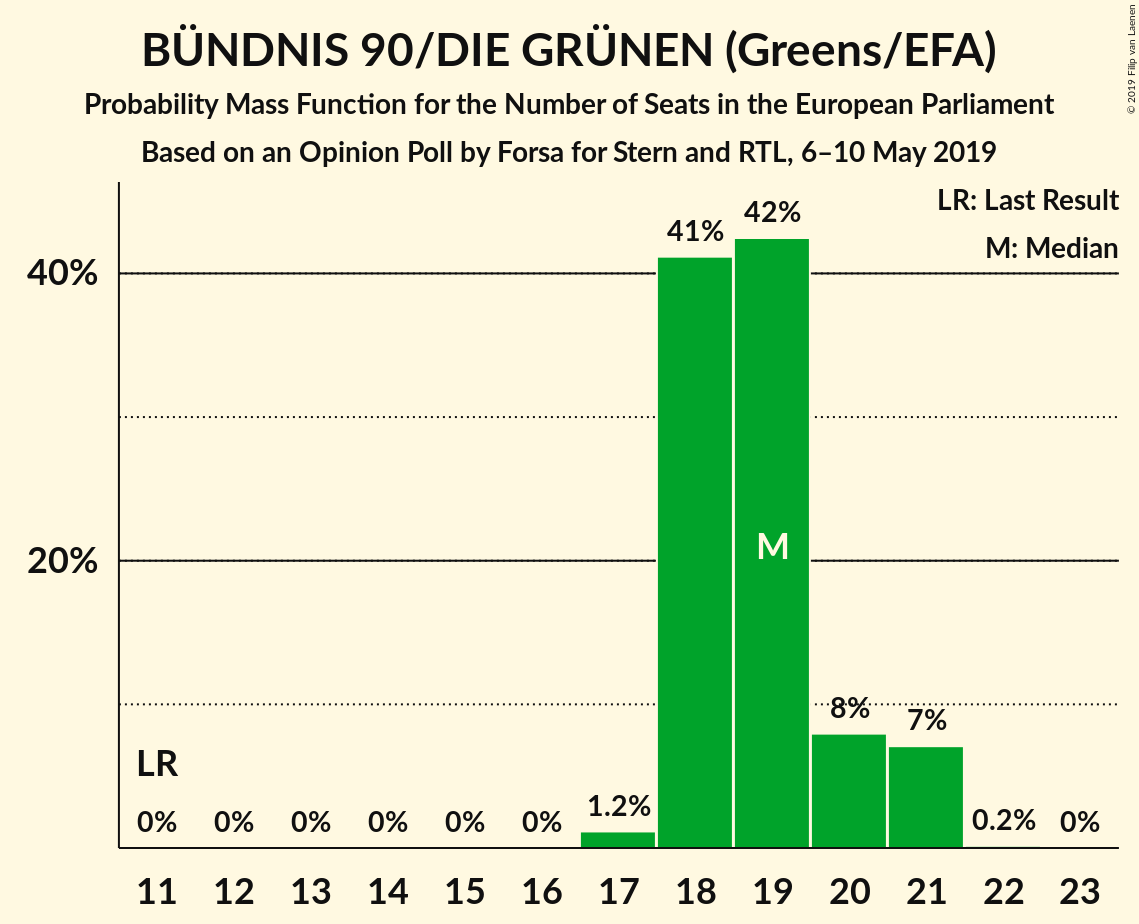 BÜNDNIS 90/DIE GRÜNEN (Greens/EFA)
Probability Mass Function for the Number of Seats in the European Parliament
Based on an Opinion Poll by Forsa for Stern and RTL, 6–10 May 2019
© 2019 Filip van Laenen
LR: Last Result
M: Median
40%
20%
41%
42%
M
8%
7%
LR
0%
0%
0%
0%
0%
0%
1.2%
0.2%
0%
11 12 13 14 15 16 17 18 19 20 21 22 23